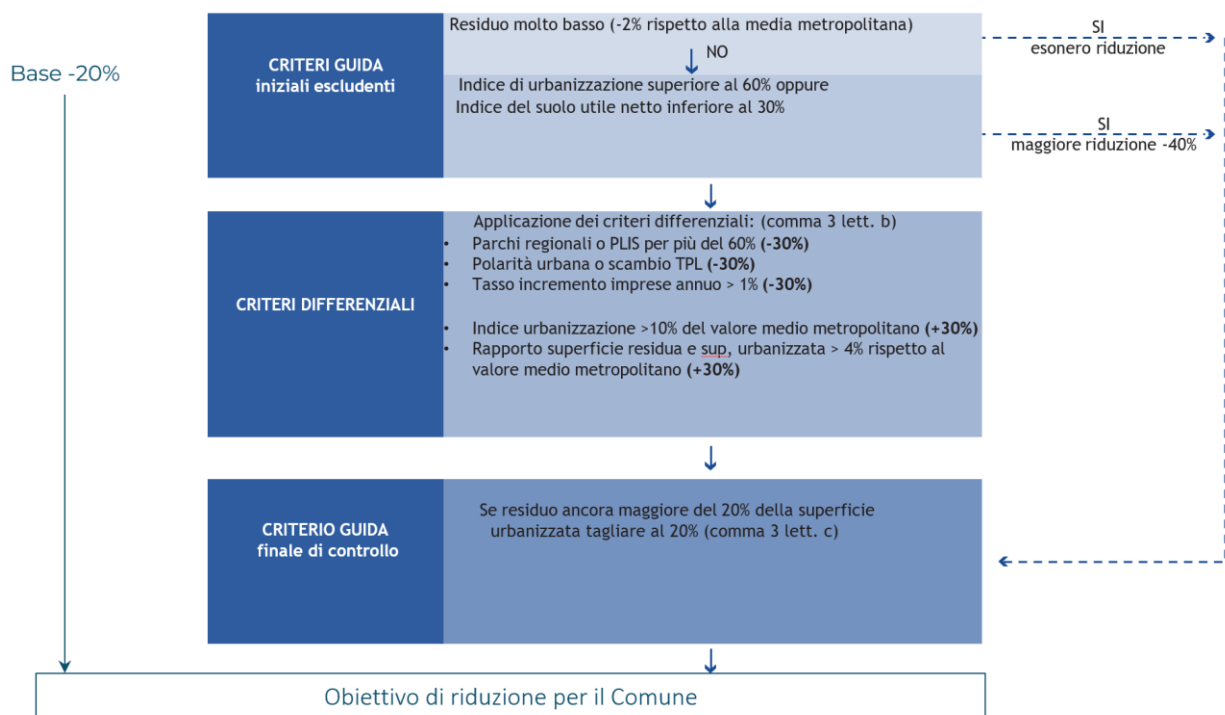 Base -20%
CRITERI GUIDA
iniziali escludenti
Residuo molto basso (-2% rispetto alla media metropolitana)
NO
Indice di urbanizzazione superiore al 60% oppure
Indice del suolo utile netto inferiore al 30%
SI
esonero riduzione
SI
maggiore riduzione -40%
CRITERI DIFFERENZIALI
Applicazione dei criteri differenziali: (comma 3 lett. b)
• Parchi regionali o PLIS per più del 60% (-30%)
• Polarità urbana o scambio TPL (-30%)
• Tasso incremento imprese annuo > 1% (-30%)
• Indice urbanizzazione >10% del valore medio metropolitano (+30%)
• Rapporto superficie residua e sup, urbanizzata > 4% rispetto al
valore medio metropolitano (+30%)
CRITERIO GUIDA
finale di controllo
Se residuo ancora maggiore del 20% della superficie
urbanizzata tagliare al 20% (comma 3 lett. c)
Obiettivo di riduzione per il Comune